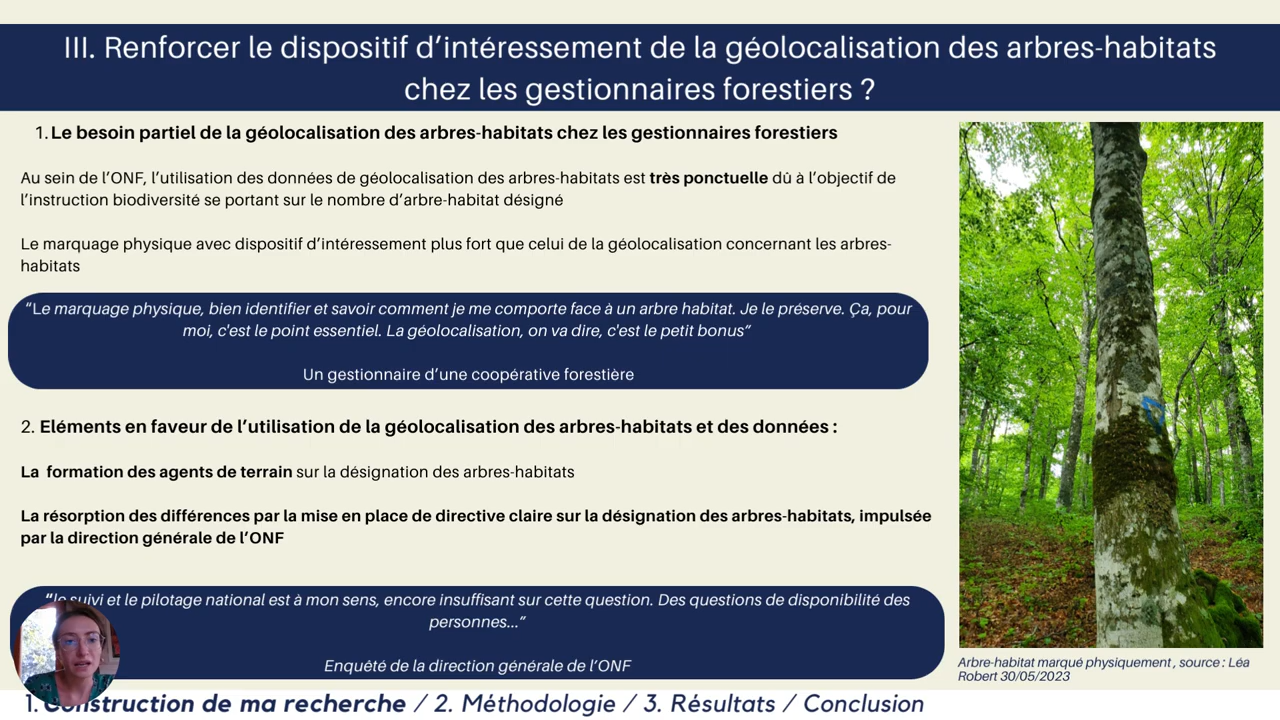 III. Renforcer le dispositif d’intéressement de la géolocalisation des arbres-habitats
chez les gestionnaires forestiers ?
1. Le besoin partiel de la géolocalisation des arbres-habitats chez les gestionnaires forestiers
Au sein de l’ONF, l’utilisation des données de géolocalisation des arbres-habitats est très ponctuelle dû à l’objectif de
l’instruction biodiversité se portant sur le nombre d’arbre-habitat désigné
Le marquage physique avec dispositif d’intéressement plus fort que celui de la géolocalisation concernant les arbres-
habitats
“Le marquage physique, bien identifier et savoir comment je me comporte face à un arbre habitat. Je le préserve. Ça, pour
moi, c'est le point essentiel. La géolocalisation, on va dire, c'est le petit bonus”
Un gestionnaire d’une coopérative forestière
2. Eléments en faveur de l’utilisation de la géolocalisation des arbres-habitats et des données :
La formation des agents de terrain sur la désignation des arbres-habitats
La résorption des différences par la mise en place de directive claire sur la désignation des arbres-habitats, impulsée
par la direction générale de l’ONF
"le suivi et le pilotage national est à mon sens, encore insuffisant sur cette question. Des questions de disponibilité des
personnes...”
Enquêté de la direction générale de l’ONF
Arbre-habitat marqué physiquement , source : Léa
Robert 30/05/2023
1. Construction de ma recherche / 2. Méthodologie / 3. Résultats / Conclusion